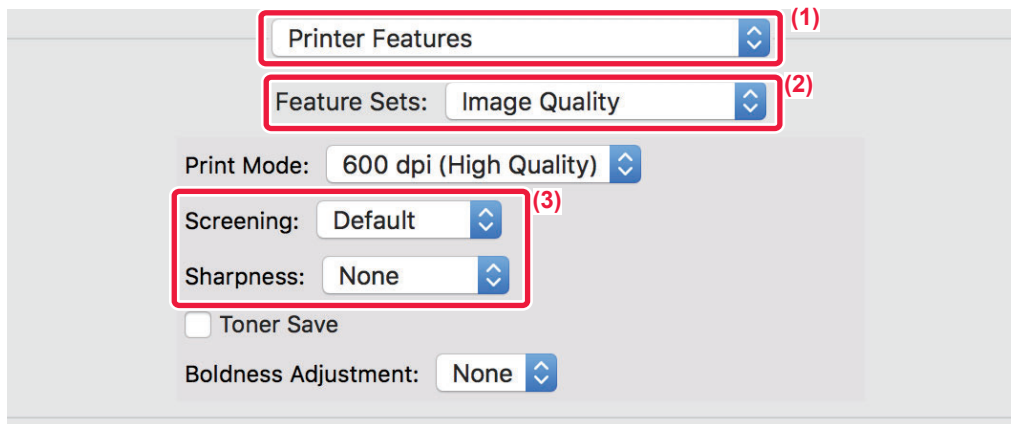 Printer Features (1)
Feature Sets: Image Quality (2)
Print Mode: 600 dpi (High Quality)
(3)
Screening: Default
Sharpness: None
Toner Save
Boldness Adjustment: None